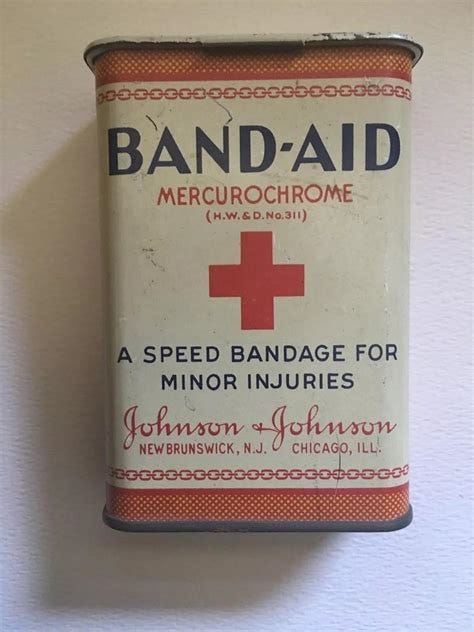 BAND-AID
MERCUROCHROME
(H.W.&D.No.311)
A SPEED BANDAGE FOR
MINOR INJURIES
Johnson & Johnson
NEW BRUNSWICK, N.J. CHICAGO, ILL.